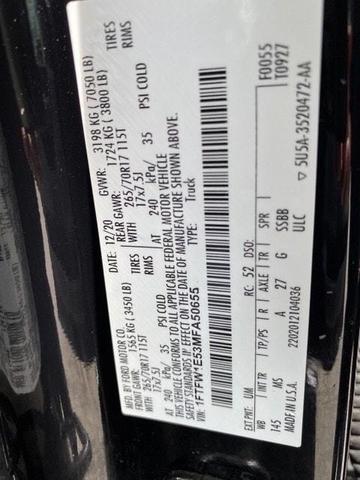 MFD. BY FORD MOTOR CO.
DATE: 12/20 GVWR: 3198 KG ( 7050 LB)
FRONT GAWR: 1565 KG ( 3450 LB) REAR GAWR: 1724 KG ( 3800 LB)
265/70R17 115T WITH 265/70R17 115T TIRES
17x7.5J RIMS 17x7.5J RIMS
AT 240 kPa/ 35 PSI COLD AT 240 kPa/ 35 PSI COLD
THIS VEHICLE CONFORMS TO ALL APPLICABLE FEDERAL MOTOR VEHICLE
SAFETY STANDARDS IN EFFECT ON THE DATE OF MANUFACTURE SHOWN ABOVE.
VIN: 1FTFW1E53MFA50655
TYPE: Truck
F0055
T0927
EXT PNT: UM RC: 52 DSO:
WB INT TR TP/PS R AXLE TR SPR
145 MS A 27 G SSBB
MADE IN U.S.A. 2202012104036 ULC
▽ 5U5A-3520472-AA